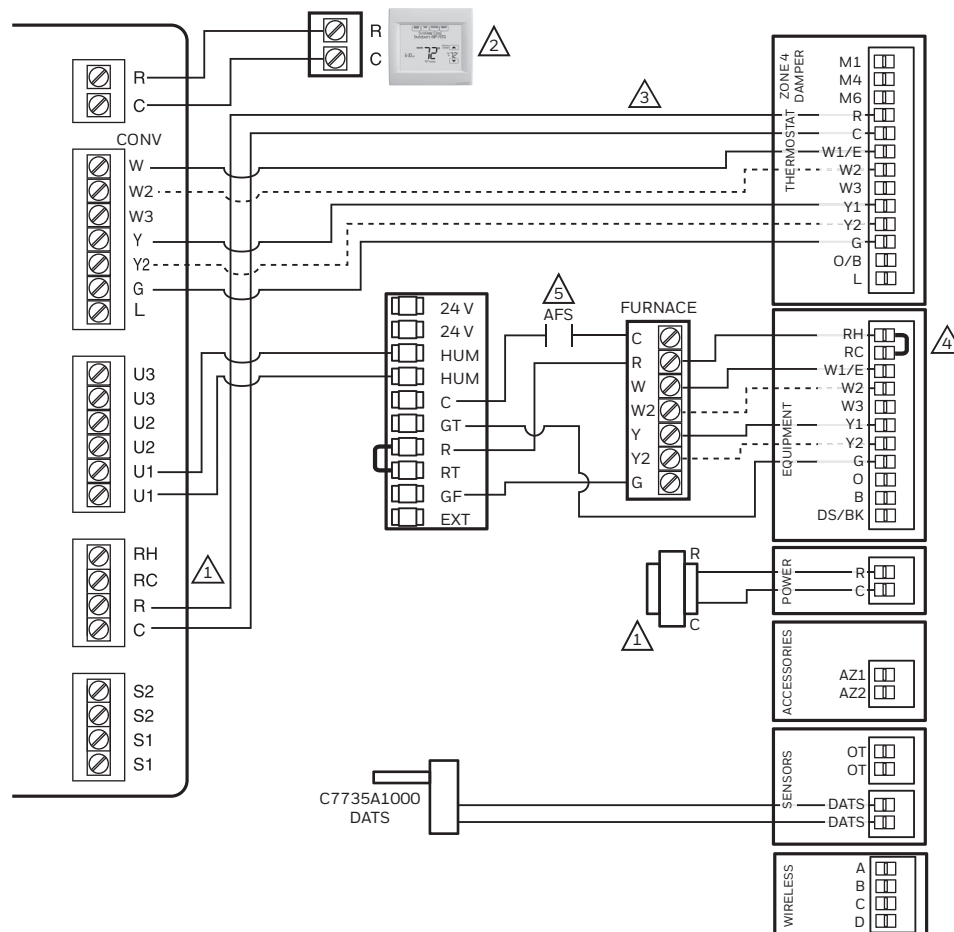 R
C
R
C
72
2
CONV
W
W2
W3
Y
Y2
G
L
3
ZONE 4
DAMPER
THERMOSTAT
M1
M4
M6
R
C
W1/E
W2
W3
Y1
Y2
G
O/B
L
U3
U3
U2
U2
U1
U1
24 V
24 V
HUM
HUM
C
GT
R
RT
GF
EXT
5
AFS
FURNACE
C
R
W
W2
Y
Y2
G
EQUIPMENT
RH
RC
W1/E
W2
W3
Y1
Y2
G
O
B
DS/BK
4
RH
RC
R
C
1
R
C
1
POWER
R
C
ACCESSORIES
AZ1
AZ2
S2
S2
S1
S1
C7735A1000
DATS
SENSORS
OT
OT
DATS
DATS
WIRELESS
A
B
C
D